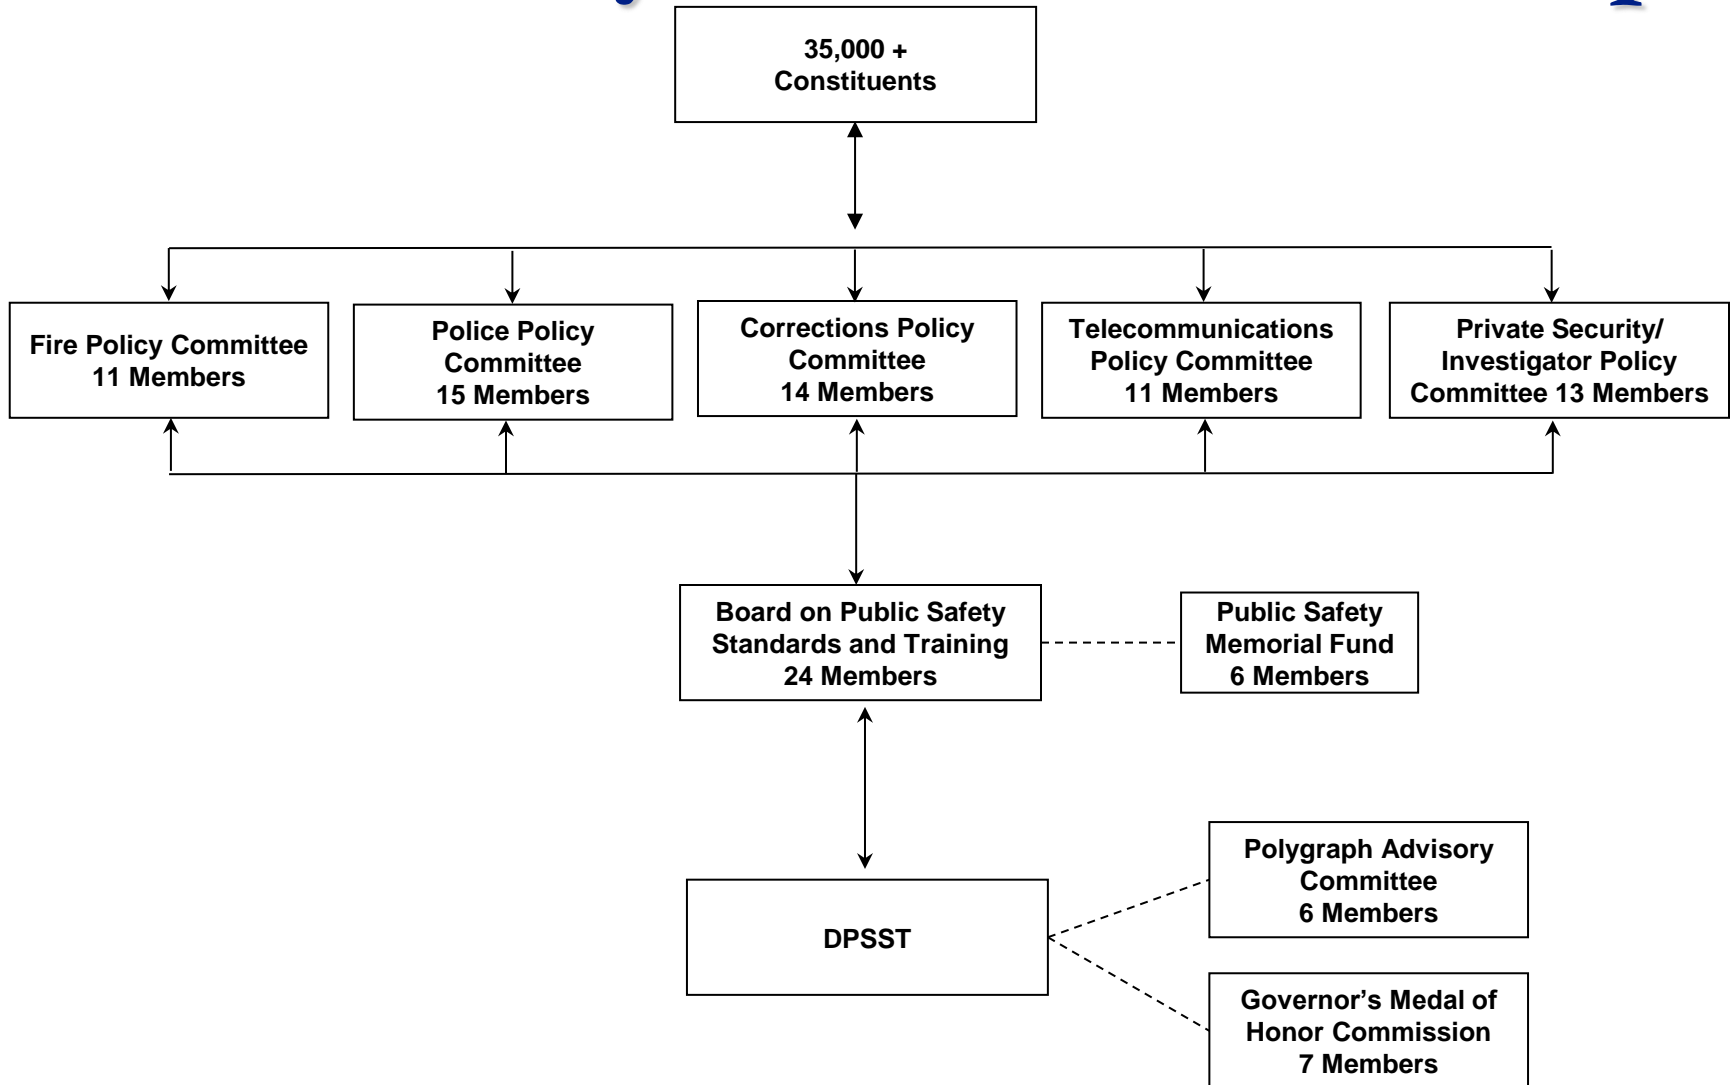 35,000 +
Constituents
Fire Policy Committee
11 Members
Police Policy
Committee
15 Members
Corrections Policy
Committee
14 Members
Telecommunications
Policy Committee
11 Members
Private Security/
Investigator Policy
Committee 13 Members
Board on Public Safety
Standards and Training
24 Members
Public Safety
Memorial Fund
6 Members
Polygraph Advisory
Committee
6 Members
DPSST
Governor’s Medal of
Honor Commission
7 Members